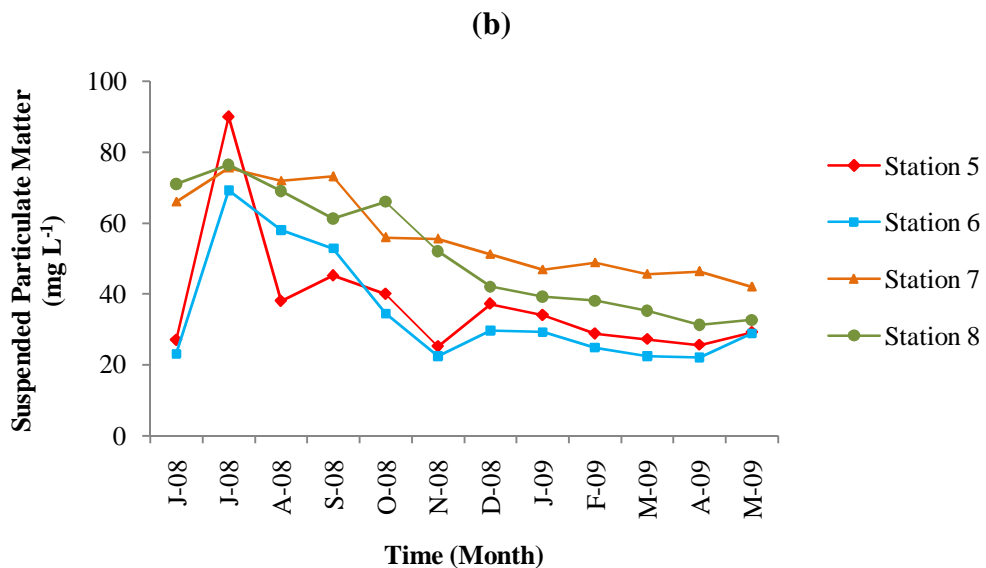 (b)
Suspended Particulate Matter
(mg L⁻¹)
100
80
60
40
20
0
J-08
J-08
A-08
S-08
O-08
N-08
D-08
J-09
F-09
M-09
A-09
M-09
Time (Month)
Station 5
Station 6
Station 7
Station 8